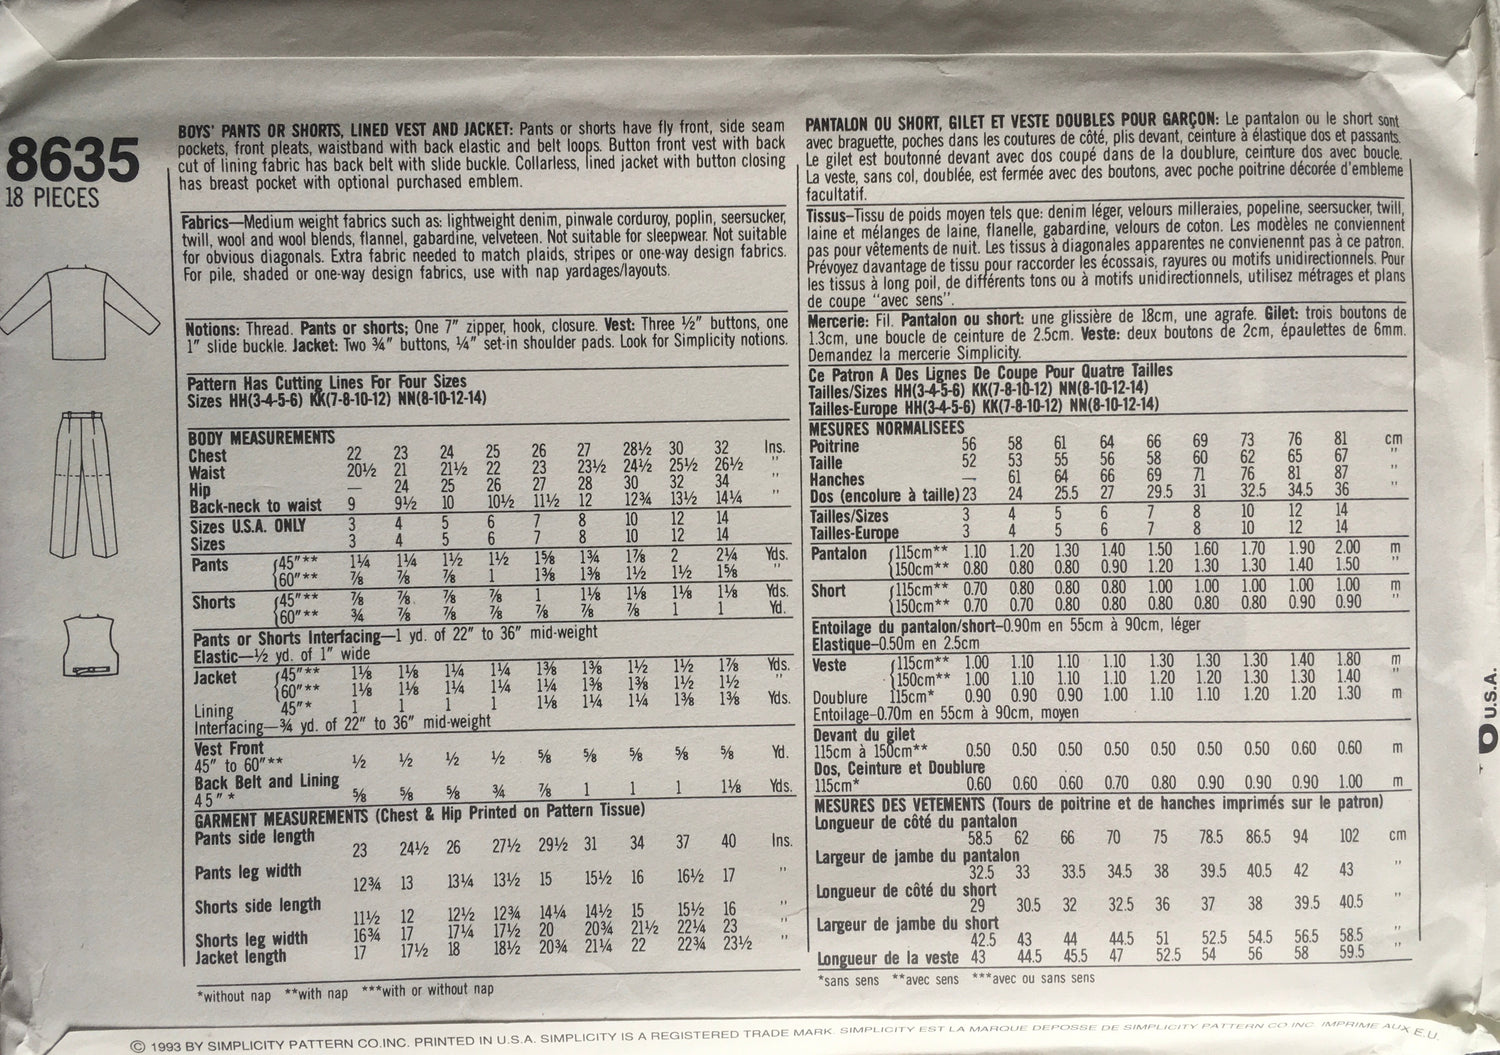 8635
18 PIECES
BOYS' PANTS OR SHORTS, LINED VEST AND JACKET: Pants or shorts have fly front, side seam
pockets, front pleats, waistband with back elastic and belt loops. Button front vest with back
cut of lining fabric has back belt with slide buckle. Collarless, lined jacket with button closing
has breast pocket with optional purchased emblem.
Fabrics—Medium weight fabrics such as: lightweight denim, pinwale corduroy, poplin, seersucker,
twill, wool and wool blends, flannel, gabardine, velveteen. Not suitable for sleepwear. Not suitable
for obvious diagonals. Extra fabric needed to match plaids, stripes or one-way design fabrics.
For pile, shaded or one-way design fabrics, use with nap yardages/layouts.
Notions: Thread. Pants or shorts; One 7" zipper, hook, closure. Vest: Three ½" buttons, one
1" slide buckle. Jacket: Two ¾" buttons, ¼" set-in shoulder pads. Look for Simplicity notions.
Pattern Has Cutting Lines For Four Sizes
Sizes HH(3-4-5-6) KK(7-8-10-12) NN(8-10-12-14)
BODY MEASUREMENTS
Chest 22 23 24 25 26 27 28½ 30 32 Ins.
Waist 20½ 21 21½ 22 23 23½ 24½ 25½ 26½ "
Hip — 24 25 26 27 28 30 32 34 "
Back-neck to waist 9 9½ 10 10½ 11½ 12 12¾ 13½ 14¼ "
Sizes U.S.A. ONLY 3 4 5 6 7 8 10 12 14
Sizes 3 4 5 6 7 8 10 12 14
Pants 45"** 1¼ 1¼ 1½ 1½ 1⅝ 1¾ 1⅞ 2 2¼ Yds.
60"** ⅞ ⅞ ⅞ 1 1⅜ 1⅜ 1½ 1½ 1⅝ "
Shorts 45"** ⅞ ⅞ ⅞ ⅞ 1 1⅛ 1⅛ 1⅛ 1⅛ Yds.
60"** ¾ ⅞ ⅞ ⅞ ⅞ ⅞ ⅞ 1 1 Yd.
Pants or Shorts Interfacing—1 yd. of 22" to 36" mid-weight
Elastic—½ yd. of 1" wide
Jacket 45"** 1⅛ 1⅛ 1¼ 1¼ 1⅜ 1⅜ 1½ 1½ 1⅞ Yds.
60"** 1⅛ 1⅛ 1¼ 1¼ 1¼ 1⅜ 1⅜ 1½ 1½ "
Lining 45"* 1 1 1 1 1⅛ 1¼ 1¼ 1⅜ 1⅜ Yds.
Interfacing—¾ yd. of 22" to 36" mid-weight
Vest Front
45" to 60"** ½ ½ ½ ½ ⅝ ⅝ ⅝ ⅝ ⅝ Yd.
Back Belt and Lining
45"* ⅝ ⅝ ⅝ ¾ ⅞ 1 1 1 1⅛ Yds.
GARMENT MEASUREMENTS (Chest & Hip Printed on Pattern Tissue)
Pants side length
23 24½ 26 27½ 29½ 31 34 37 40 Ins.
Pants leg width
12¾ 13 13¼ 13½ 15 15½ 16 16½ 17 "
Shorts side length
11½ 12 12½ 12¾ 14¼ 14½ 15 15½ 16 "
Shorts leg width 16¾ 17 17¼ 17½ 20 20¾ 21½ 22¼ 23 "
Jacket length 17 17½ 18 18½ 20¾ 21¼ 22 22¾ 23½ "
*without nap **with nap ***with or without nap
PANTALON OU SHORT, GILET ET VESTE DOUBLES POUR GARÇON: Le pantalon ou le short sont
avec braguette, poches dans les coutures de côté, plis devant, ceinture à élastique dos et passants.
Le gilet est boutonné devant avec dos coupé dans de la doublure, ceinture dos avec boucle.
La veste, sans col, doublée, est fermée avec des boutons, avec poche poitrine décorée d'embleme
facultatif.
Tissus—Tissu de poids moyen tels que: denim léger, velours milleraies, popeline, seersucker, twill,
laine et mélanges de laine, flanelle, gabardine, velours de coton. Les modèles ne conviennent
pas pour vêtements de nuit. Les tissus à diagonales apparentes ne convienennt pas à ce patron.
Prévoyez davantage de tissu pour raccorder les écossais, rayures ou motifs unidirectionnels. Pour
les tissus à long poil, de différents tons ou à motifs unidirectionnels, utilisez métrages et plans
de coupe "avec sens".
Mercerie: Fil. Pantalon ou short: une glissière de 18cm, une agrafe. Gilet: trois boutons de
1.3cm, une boucle de ceinture de 2.5cm. Veste: deux boutons de 2cm, épaulettes de 6mm.
Demandez la mercerie Simplicity.
Ce Patron A Des Lignes De Coupe Pour Quatre Tailles
Tailles/Sizes HH(3-4-5-6) KK(7-8-10-12) NN(8-10-12-14)
Tailles-Europe HH(3-4-5-6) KK(7-8-10-12) NN(8-10-12-14)
MESURES NORMALISEES
Poitrine 56 58 61 64 66 69 73 76 81 cm
Taille 52 53 55 56 58 60 62 65 67 "
Hanches — 61 64 66 69 71 76 81 87 "
Dos (encolure à taille) 23 24 25.5 27 29.5 31 32.5 34.5 36 "
Tailles/Sizes 3 4 5 6 7 8 10 12 14
Tailles-Europe 3 4 5 6 7 8 10 12 14
Pantalon 115cm** 1.10 1.20 1.30 1.40 1.50 1.60 1.70 1.90 2.00 m
150cm** 0.80 0.80 0.80 0.90 1.20 1.30 1.30 1.40 1.50 "
Short 115cm** 0.70 0.80 0.80 0.80 1.00 1.00 1.00 1.00 1.00 m
150cm** 0.70 0.70 0.80 0.80 0.80 0.80 0.80 0.90 0.90 "
Entoilage du pantalon/short—0.90m en 55cm à 90cm, léger
Elastique—0.50m en 2.5cm
Veste 115cm** 1.00 1.10 1.10 1.10 1.30 1.30 1.30 1.40 1.80 m
150cm** 1.00 1.10 1.10 1.10 1.20 1.20 1.30 1.30 1.40 "
Doublure 115cm* 0.90 0.90 0.90 1.00 1.10 1.10 1.20 1.20 1.30 m
Entoilage—0.70m en 55cm à 90cm, moyen
Devant du gilet
115cm à 150cm** 0.50 0.50 0.50 0.50 0.50 0.50 0.50 0.60 0.60 m
Dos, Ceinture et Doublure
115cm* 0.60 0.60 0.60 0.70 0.80 0.90 0.90 0.90 1.00 m
MESURES DES VETEMENTS (Tours de poitrine et de hanches imprimés sur le patron)
Longueur de côté du pantalon
58.5 62 66 70 75 78.5 86.5 94 102 cm
Largeur de jambe du pantalon
32.5 33 33.5 34.5 38 39.5 40.5 42 43 "
Longueur de côté du short
29 30.5 32 32.5 36 37 38 39.5 40.5 "
Largeur de jambe du short
42.5 43 44 44.5 51 52.5 54.5 56.5 58.5 "
Longueur de la veste 43 44.5 45.5 47 52.5 54 56 58 59.5 "
*sans sens **avec sens ***avec ou sans sens
U.S.A.
© 1993 BY SIMPLICITY PATTERN CO.INC. PRINTED IN U.S.A. SIMPLICITY IS A REGISTERED TRADE MARK. SIMPLICITY EST LA MARQUE DEPOSSE DE SIMPLICITY PATTERN CO INC IMPRIME AUX E.U.